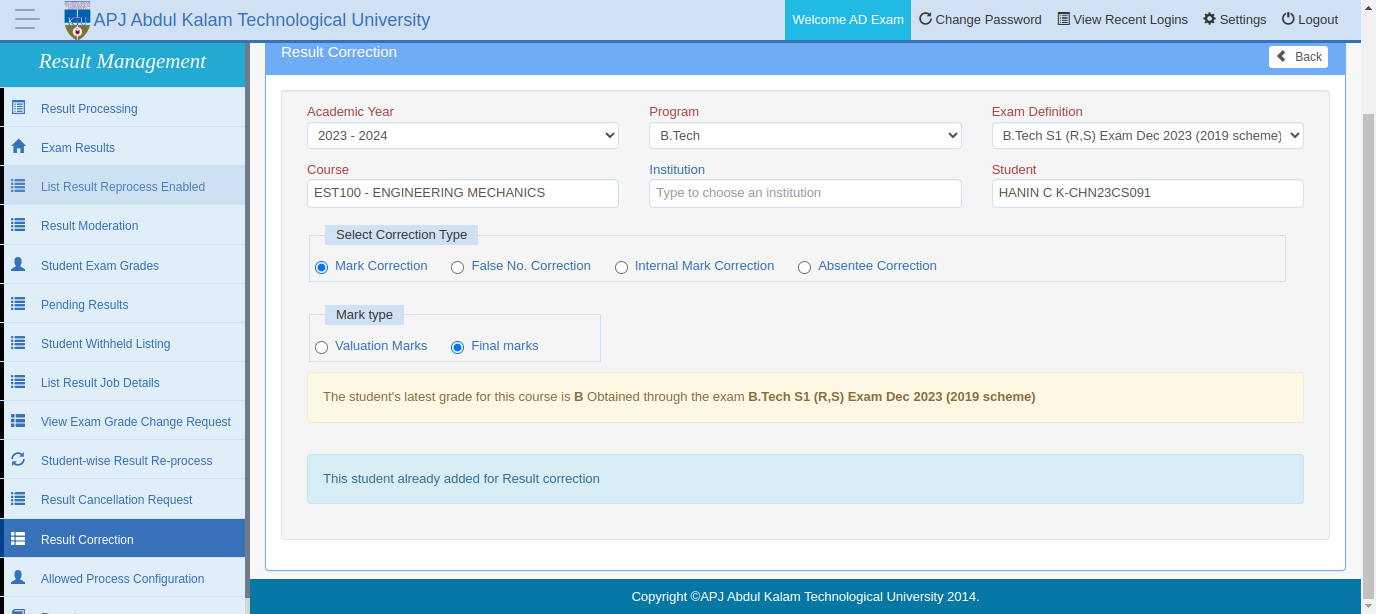 APJ Abdul Kalam Technological University
Welcome AD Exam Change Password View Recent Logins Settings Logout
Result Management
Result Processing
Exam Results
List Result Reprocess Enabled
Result Moderation
Student Exam Grades
Pending Results
Student Withheld Listing
List Result Job Details
View Exam Grade Change Request
Student-wise Result Re-process
Result Cancellation Request
Result Correction
Allowed Process Configuration
Result Correction
Back
Academic Year Program Exam Definition
2023 - 2024 B.Tech B.Tech S1 (R,S) Exam Dec 2023 (2019 scheme)
Course Institution Student
EST100 - ENGINEERING MECHANICS Type to choose an institution HANIN C K-CHN23CS091
Select Correction Type
Mark Correction False No. Correction Internal Mark Correction Absentee Correction
Mark type
Valuation Marks Final marks
The student's latest grade for this course is B Obtained through the exam B.Tech S1 (R,S) Exam Dec 2023 (2019 scheme)
This student already added for Result correction
Copyright ©APJ Abdul Kalam Technological University 2014.